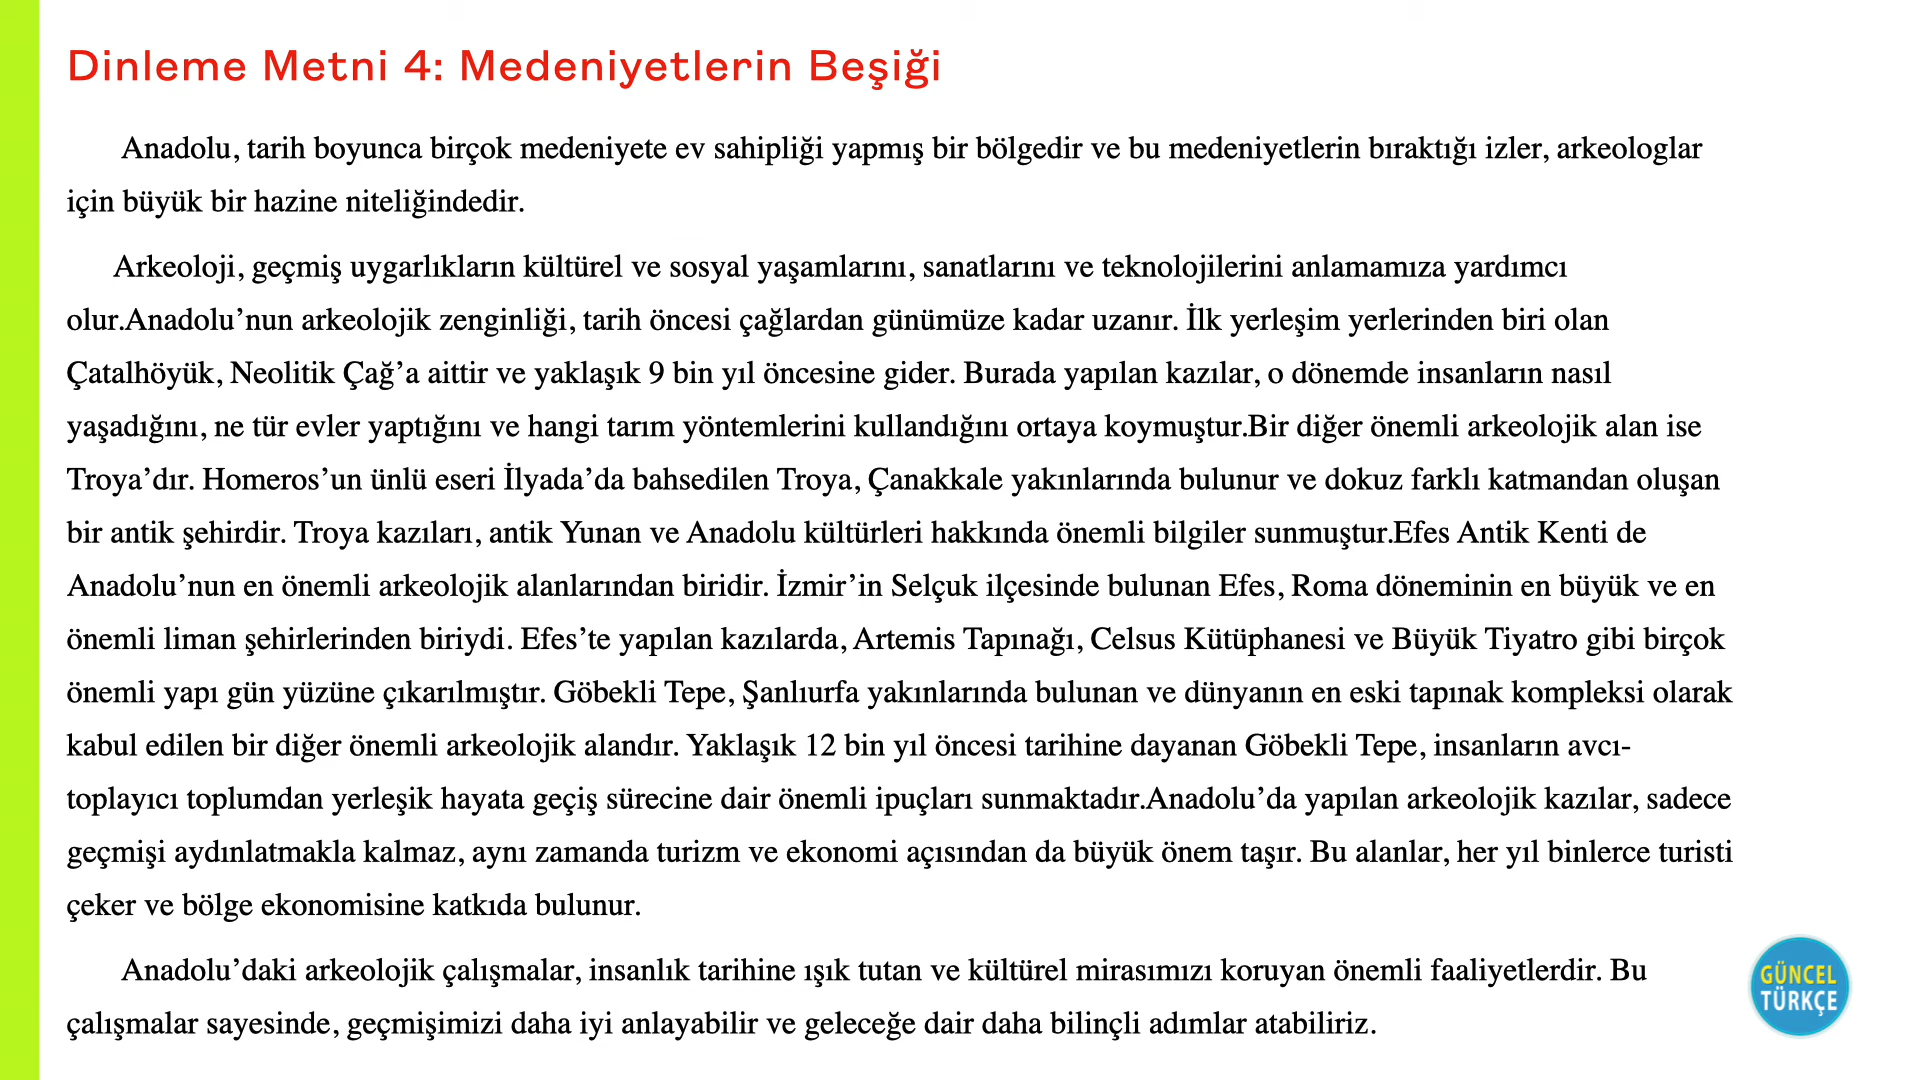 Dinleme Metni 4: Medeniyetlerin Beşiği
Anadolu, tarih boyunca birçok medeniyete ev sahipliği yapmış bir bölgedir ve bu medeniyetlerin bıraktığı izler, arkeologlar
için büyük bir hazine niteliğindedir.
Arkeoloji, geçmiş uygarlıkların kültürel ve sosyal yaşamlarını, sanatlarını ve teknolojilerini anlamamıza yardımcı
olur.Anadolu’nun arkeolojik zenginliği, tarih öncesi çağlardan günümüze kadar uzanır. İlk yerleşim yerlerinden biri olan
Çatalhöyük, Neolitik Çağ’a aittir ve yaklaşık 9 bin yıl öncesine gider. Burada yapılan kazılar, o dönemde insanların nasıl
yaşadığını, ne tür evler yaptığını ve hangi tarım yöntemlerini kullandığını ortaya koymuştur.Bir diğer önemli arkeolojik alan ise
Troya’dır. Homeros’un ünlü eseri İlyada’da bahsedilen Troya, Çanakkale yakınlarında bulunur ve dokuz farklı katmandan oluşan
bir antik şehirdir. Troya kazıları, antik Yunan ve Anadolu kültürleri hakkında önemli bilgiler sunmuştur.Efes Antik Kenti de
Anadolu’nun en önemli arkeolojik alanlarından biridir. İzmir’in Selçuk ilçesinde bulunan Efes, Roma döneminin en büyük ve en
önemli liman şehirlerinden biriydi. Efes’te yapılan kazılarda, Artemis Tapınağı, Celsus Kütüphanesi ve Büyük Tiyatro gibi birçok
önemli yapı gün yüzüne çıkarılmıştır. Göbekli Tepe, Şanlıurfa yakınlarında bulunan ve dünyanın en eski tapınak kompleksi olarak
kabul edilen bir diğer önemli arkeolojik alandır. Yaklaşık 12 bin yıl öncesi tarihine dayanan Göbekli Tepe, insanların avcı-
toplayıcı toplumdan yerleşik hayata geçiş sürecine dair önemli ipuçları sunmaktadır.Anadolu’da yapılan arkeolojik kazılar, sadece
geçmişi aydınlatmakla kalmaz, aynı zamanda turizm ve ekonomi açısından da büyük önem taşır. Bu alanlar, her yıl binlerce turisti
çeker ve bölge ekonomisine katkıda bulunur.
Anadolu’daki arkeolojik çalışmalar, insanlık tarihine ışık tutan ve kültürel mirasımızı koruyan önemli faaliyetlerdir. Bu
çalışmalar sayesinde, geçmişimizi daha iyi anlayabilir ve geleceğe dair daha bilinçli adımlar atabiliriz.
GÜNCEL
TÜRKÇE